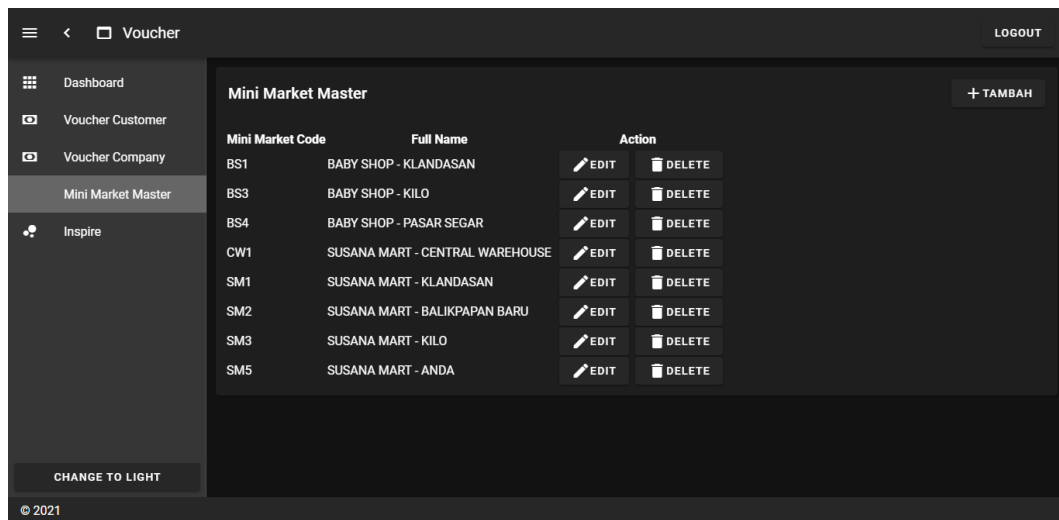 Voucher
LOGOUT
Dashboard
Voucher Customer
Voucher Company
Mini Market Master
Inspire
CHANGE TO LIGHT
Mini Market Master
+ TAMBAH
Mini Market Code Full Name Action
BS1 BABY SHOP - KLANDASAN EDIT DELETE
BS3 BABY SHOP - KILO EDIT DELETE
BS4 BABY SHOP - PASAR SEGAR EDIT DELETE
CW1 SUSANA MART - CENTRAL WAREHOUSE EDIT DELETE
SM1 SUSANA MART - KLANDASAN EDIT DELETE
SM2 SUSANA MART - BALIKPAPAN BARU EDIT DELETE
SM3 SUSANA MART - KILO EDIT DELETE
SM5 SUSANA MART - ANDA EDIT DELETE
© 2021